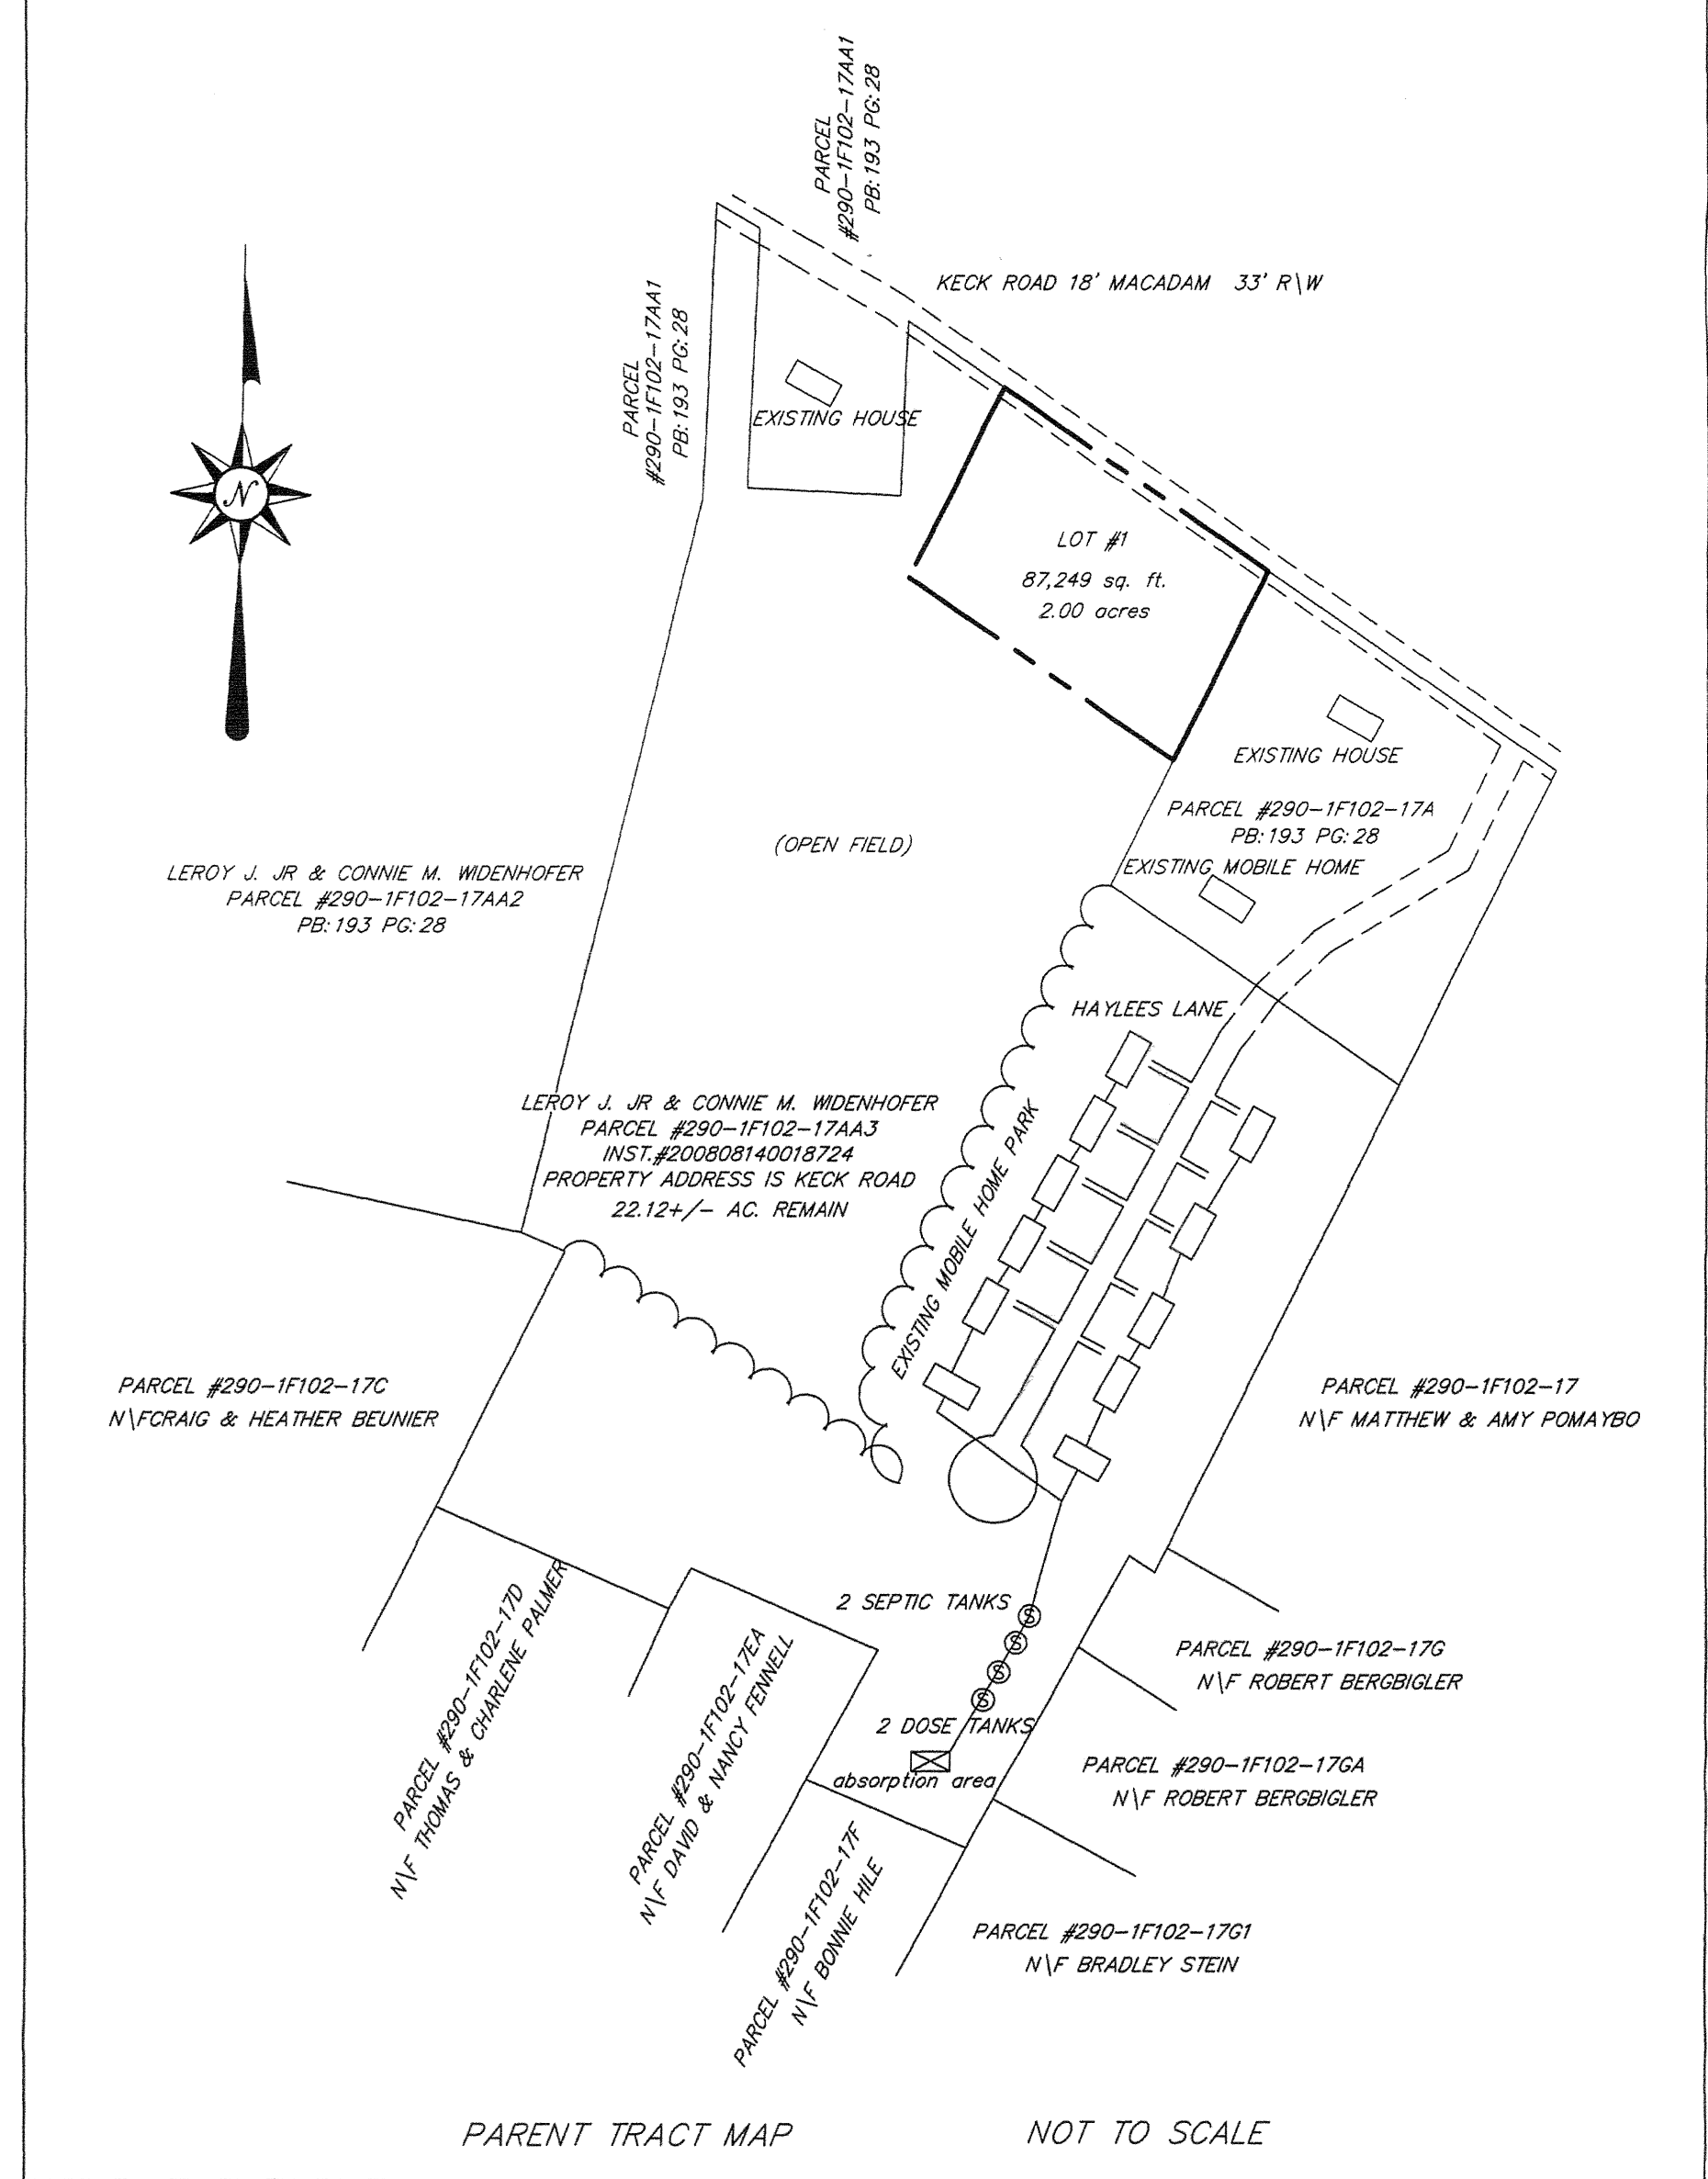 PARCEL
#290-1F102-17AA1
PB:193 PG:28
KECK ROAD 18' MACADAM 33' R\W
PARCEL
#290-1F102-17AA1
PB:193 PG:28
EXISTING HOUSE
N
LOT #1
87,249 sq. ft.
2.00 acres
EXISTING HOUSE
PARCEL #290-1F102-17A
PB:193 PG:28
EXISTING MOBILE HOME
(OPEN FIELD)
LEROY J. JR & CONNIE M. WIDENHOFER
PARCEL #290-1F102-17AA2
PB:193 PG:28
HAYLEES LANE
LEROY J. JR & CONNIE M. WIDENHOFER
PARCEL #290-1F102-17AA3
INST.#200808140018724
PROPERTY ADDRESS IS KECK ROAD
22.12+/- AC. REMAIN
EXISTING MOBILE HOME PARK
PARCEL #290-1F102-17C
N\FCRAIG & HEATHER BEUNIER
PARCEL #290-1F102-17
N\F MATTHEW & AMY POMAYBO
PARCEL #290-1F102-17D
N\F THOMAS & CHARLENE PALMER
PARCEL #290-1F102-17EA
N\F DAVID & NANCY FENNELL
2 SEPTIC TANKS
S
S
S
S
2 DOSE TANKS
absorption area
PARCEL #290-1F102-17G
N\F ROBERT BERGBIGLER
PARCEL #290-1F102-17GA
N\F ROBERT BERGBIGLER
PARCEL #290-1F102-17F
N\F BONNIE HILE
PARCEL #290-1F102-17G1
N\F BRADLEY STEIN
PARENT TRACT MAP
NOT TO SCALE